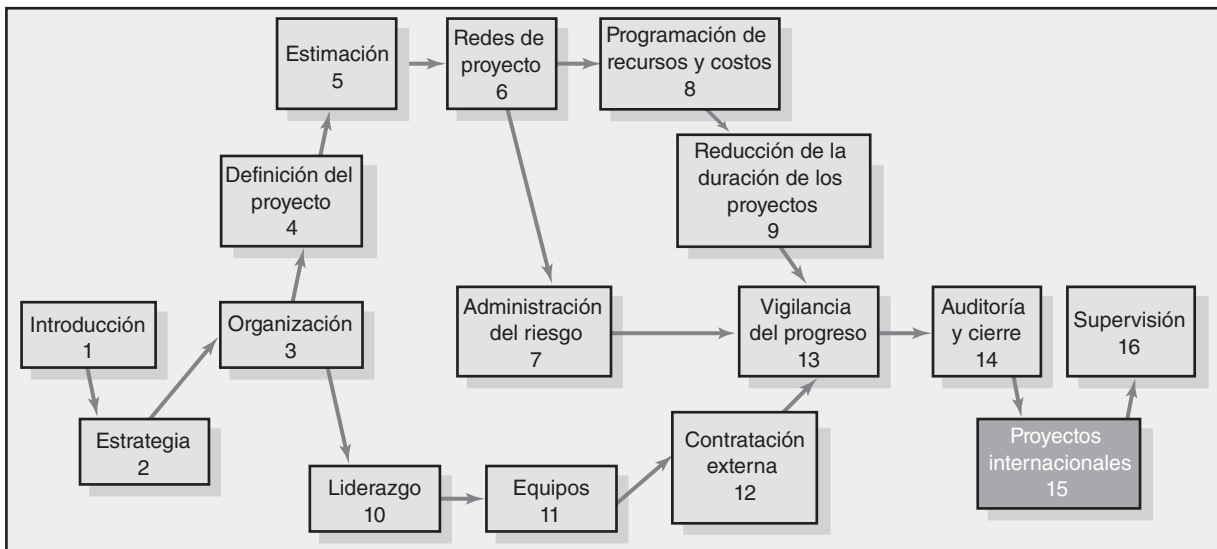 Introducción
1
Estrategia
2
Organización
3
Definición del
proyecto
4
Estimación
5
Redes de
proyecto
6
Administración
del riesgo
7
Programación de
recursos y costos
8
Reducción de la
duración de los
proyectos
9
Liderazgo
10
Equipos
11
Contratación
externa
12
Vigilancia
del progreso
13
Auditoría
y cierre
14
Proyectos
internacionales
15
Supervisión
16